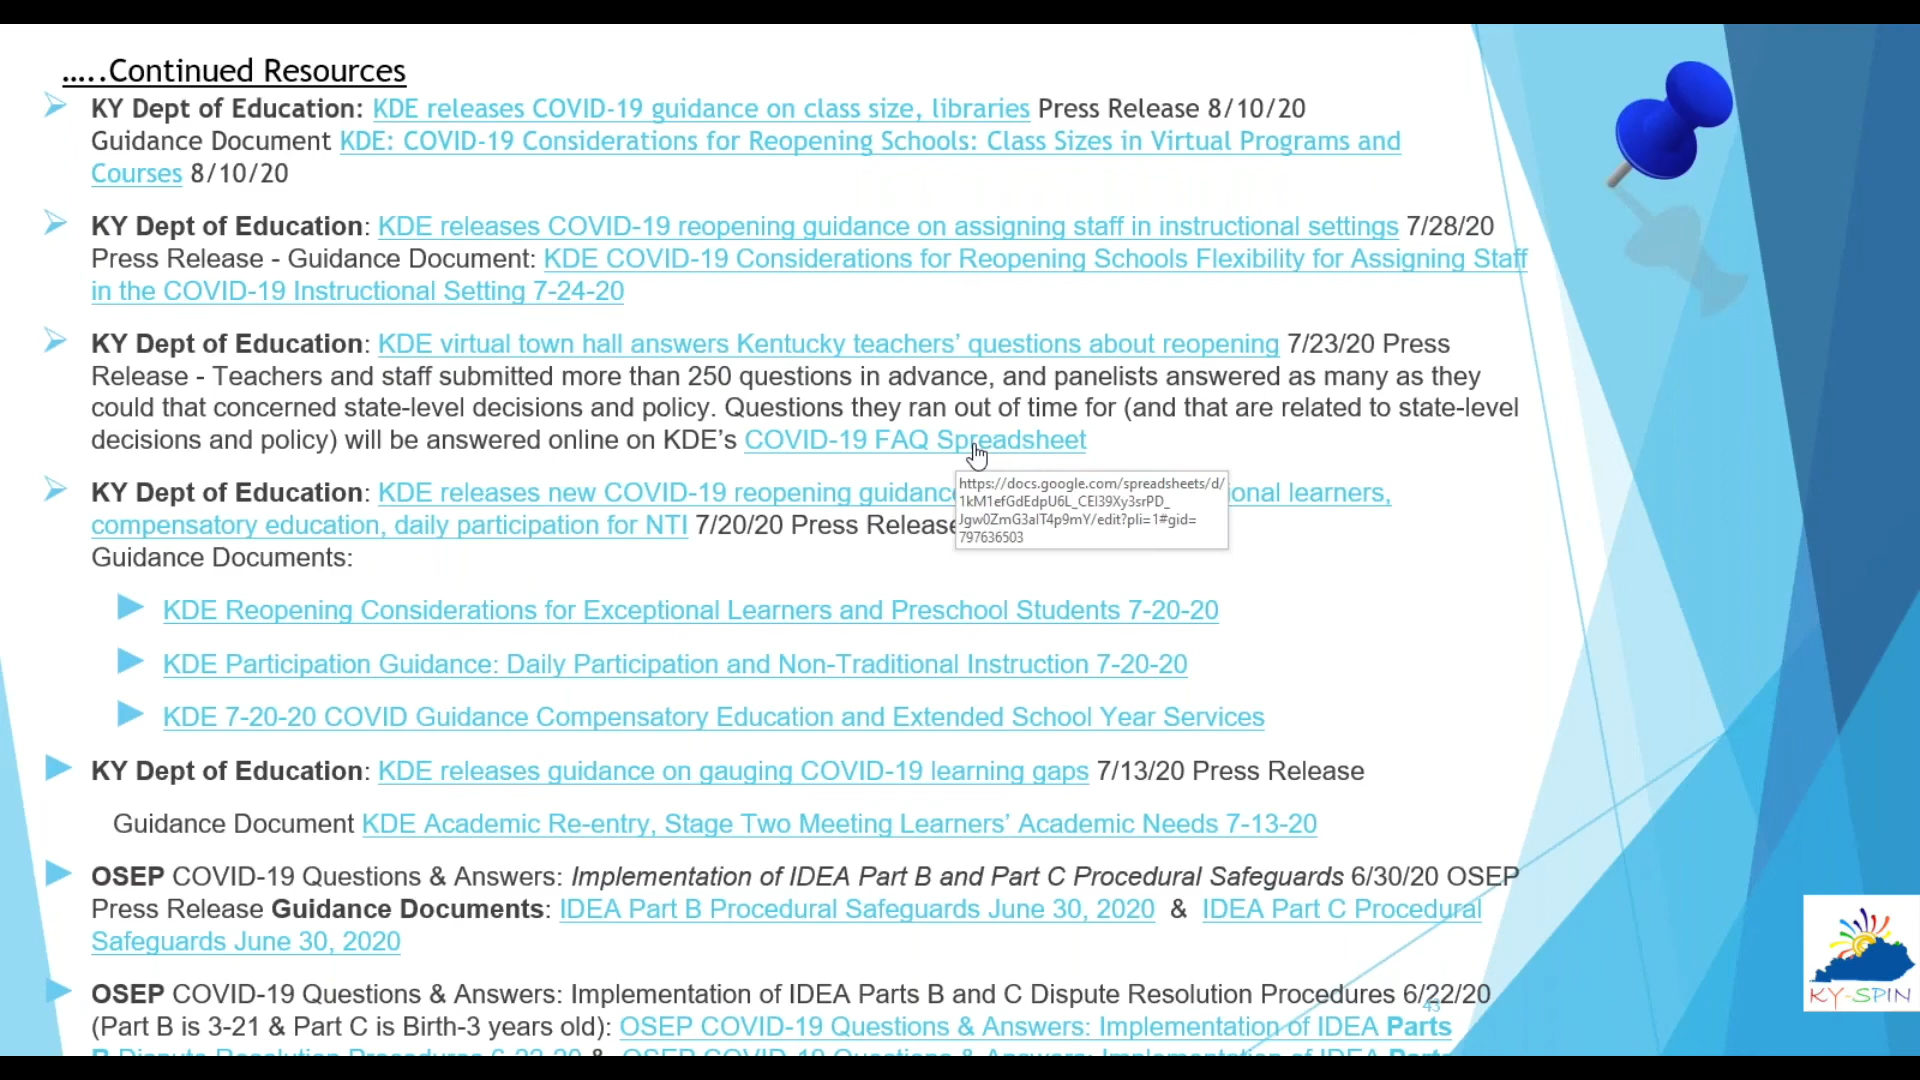 …..Continued Resources
KY Dept of Education: KDE releases COVID-19 guidance on class size, libraries Press Release 8/10/20
Guidance Document KDE: COVID-19 Considerations for Reopening Schools: Class Sizes in Virtual Programs and
Courses 8/10/20
KY Dept of Education: KDE releases COVID-19 reopening guidance on assigning staff in instructional settings 7/28/20
Press Release - Guidance Document: KDE COVID-19 Considerations for Reopening Schools Flexibility for Assigning Staff
in the COVID-19 Instructional Setting 7-24-20
KY Dept of Education: KDE virtual town hall answers Kentucky teachers’ questions about reopening 7/23/20 Press
Release - Teachers and staff submitted more than 250 questions in advance, and panelists answered as many as they
could that concerned state-level decisions and policy. Questions they ran out of time for (and that are related to state-level
decisions and policy) will be answered online on KDE’s COVID-19 FAQ Spreadsheet
https://docs.google.com/spreadsheets/d/
1kM1efGdEdpU6L_CEI39Xy3srPD_
Jgw0ZmG3alT4p9mY/edit?pli=1#gid=
797636503
KY Dept of Education: KDE releases new COVID-19 reopening guidanc onal learners,
compensatory education, daily participation for NTI 7/20/20 Press Release
Guidance Documents:
KDE Reopening Considerations for Exceptional Learners and Preschool Students 7-20-20
KDE Participation Guidance: Daily Participation and Non-Traditional Instruction 7-20-20
KDE 7-20-20 COVID Guidance Compensatory Education and Extended School Year Services
KY Dept of Education: KDE releases guidance on gauging COVID-19 learning gaps 7/13/20 Press Release
Guidance Document KDE Academic Re-entry, Stage Two Meeting Learners’ Academic Needs 7-13-20
OSEP COVID-19 Questions & Answers: Implementation of IDEA Part B and Part C Procedural Safeguards 6/30/20 OSEP
Press Release Guidance Documents: IDEA Part B Procedural Safeguards June 30, 2020 & IDEA Part C Procedural
Safeguards June 30, 2020
OSEP COVID-19 Questions & Answers: Implementation of IDEA Parts B and C Dispute Resolution Procedures 6/22/20
(Part B is 3-21 & Part C is Birth-3 years old): OSEP COVID-19 Questions & Answers: Implementation of IDEA Parts
B Dispute Resolution Procedures 6-22-20 & OSEP COVID-19 Questions & Answers: Implementation of IDEA Parts
43
KY-SPIN